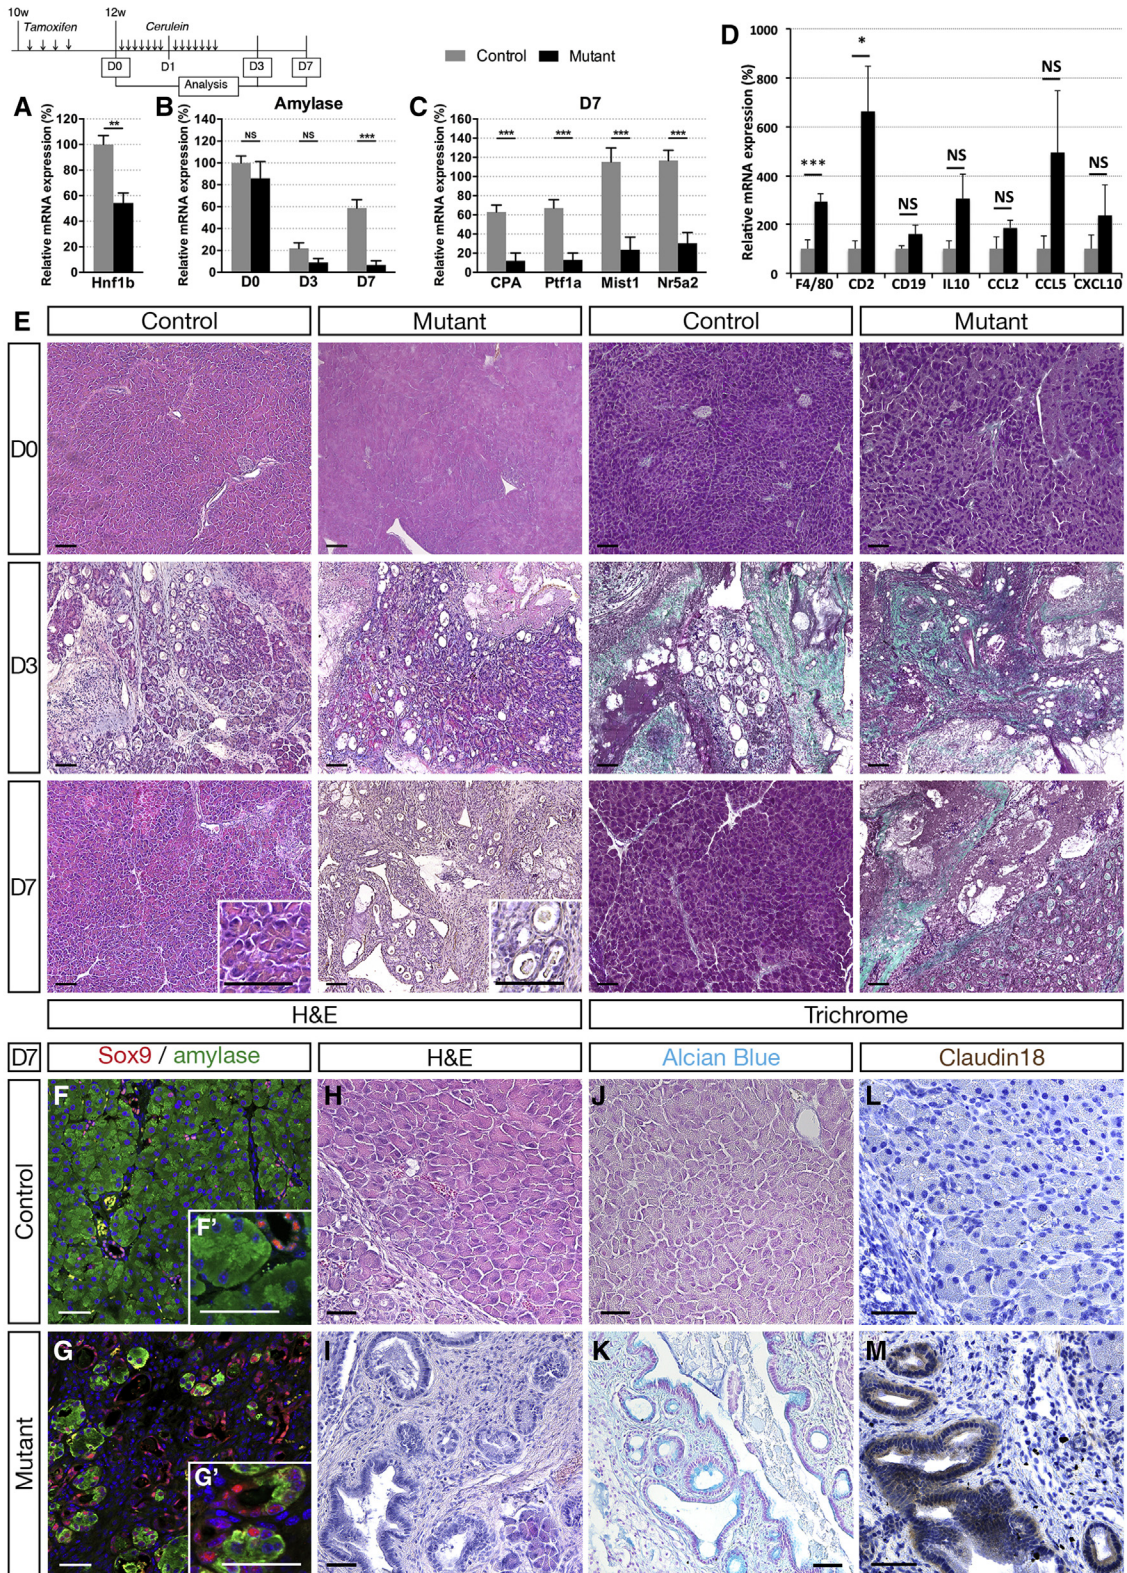 10w
12w
Tamoxifen
Cerulein
D0
D1
D3
D7
Analysis
Control
Mutant
A
Relative mRNA expression (%)
120
100
80
60
40
20
0
**
Hnf1b
B
Amylase
Relative mRNA expression (%)
140
120
100
80
60
40
20
0
NS
NS
***
D0
D3
D7
C
D7
Relative mRNA expression (%)
160
140
120
100
80
60
40
20
0
***
***
***
***
CPA
Ptf1a
Mist1
Nr5a2
D
Relative mRNA expression (%)
1000
800
600
400
200
0
***
*
NS
NS
NS
NS
NS
F4/80
CD2
CD19
IL10
CCL2
CCL5
CXCL10
E
Control
Mutant
Control
Mutant
D0
D3
D7
H&E
Trichrome
D7
Sox9 / amylase
H&E
Alcian Blue
Claudin18
Control
F
F'
H
J
L
Mutant
G
G'
I
K
M